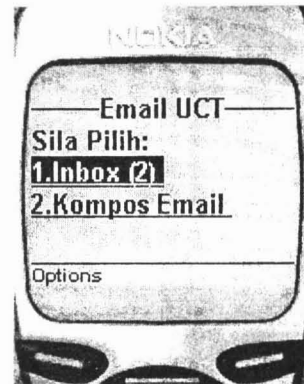 NOKIA
Email UCT
Sila Pilih:
1.Inbox (2)
2.Kompos Email
Options